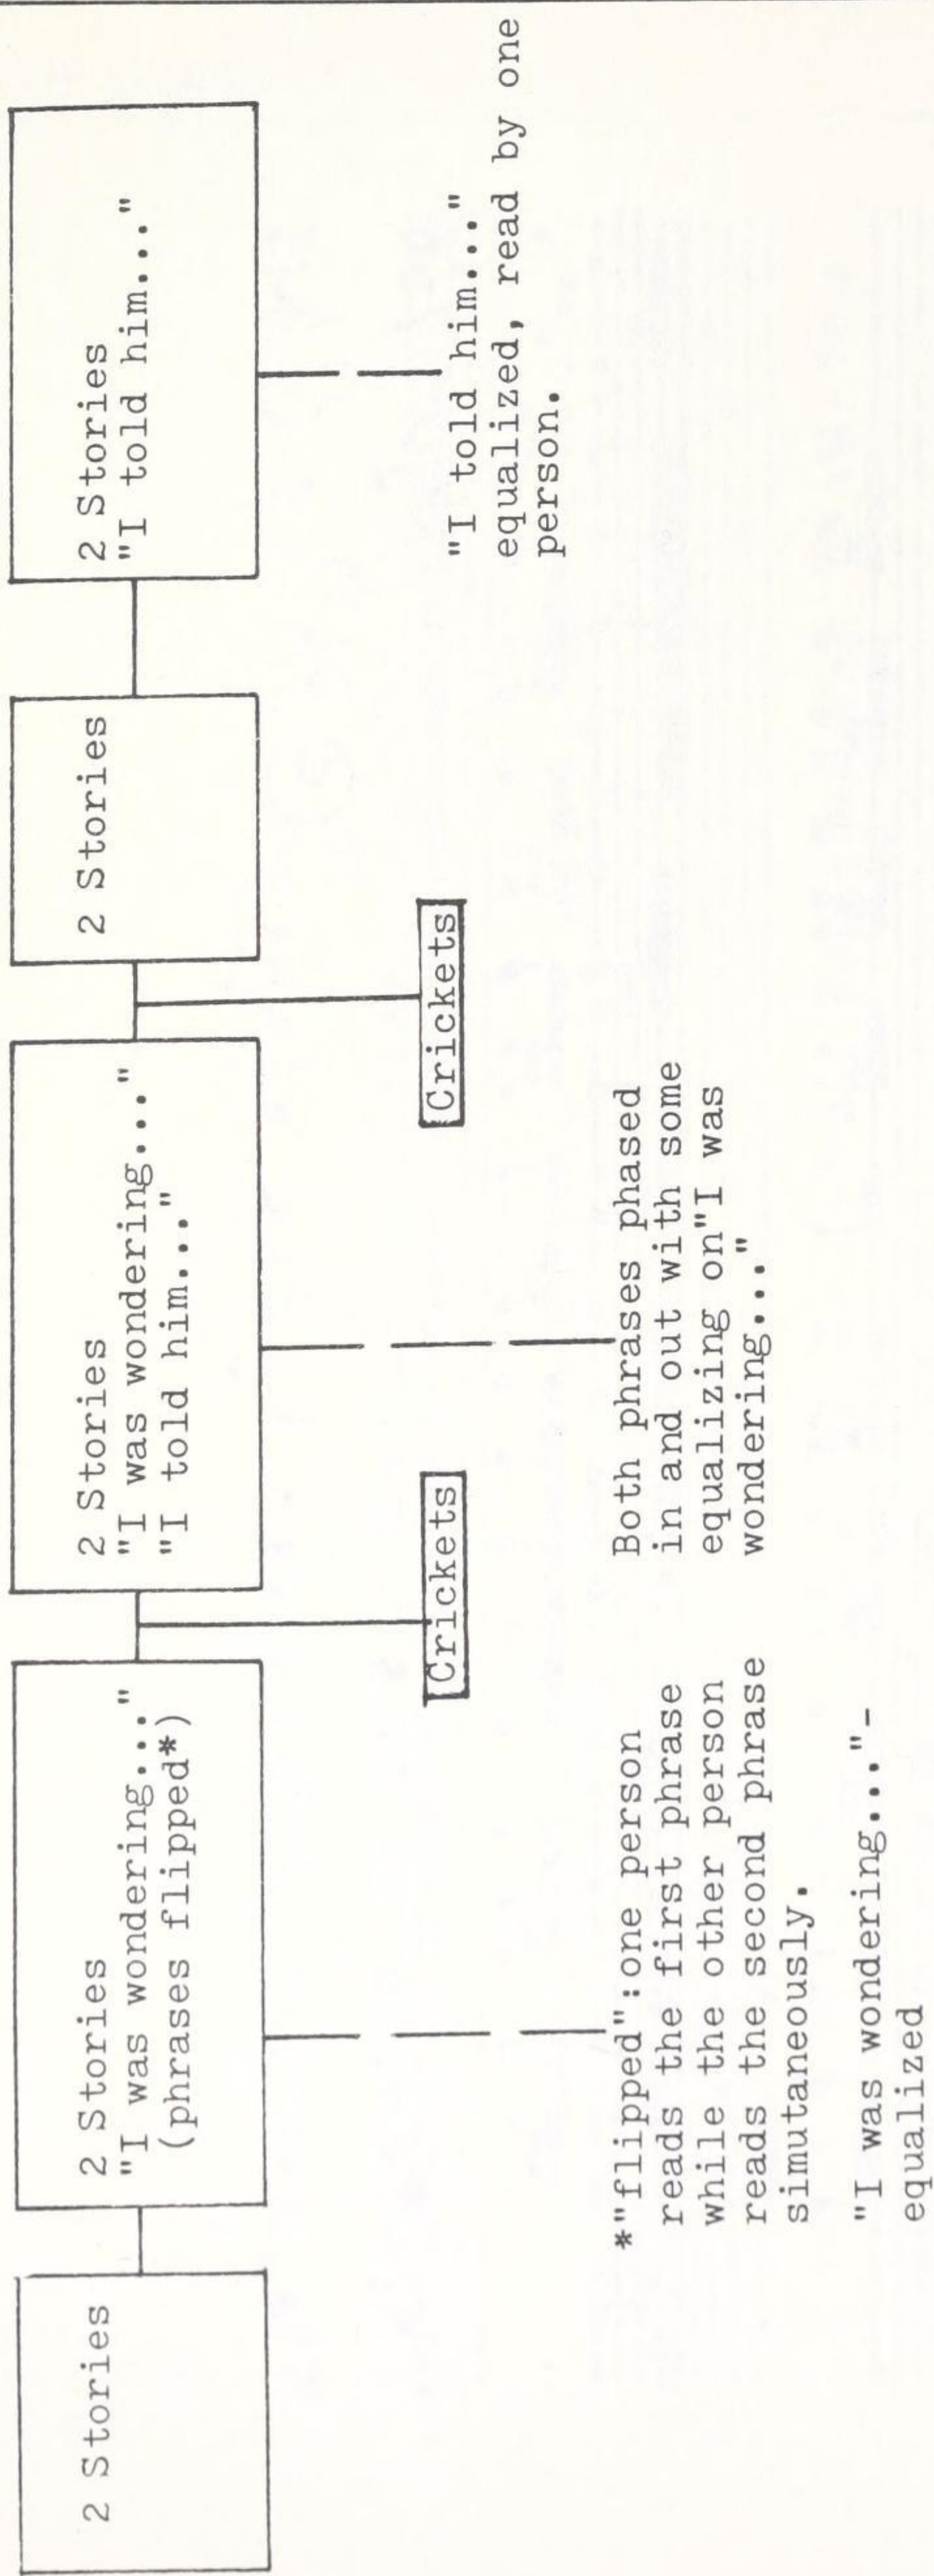 2 Stories
2 Stories
"I was wondering..."
(phrases flipped*)
2 Stories
"I was wondering..."
"I told him..."
2 Stories
2 Stories
"I told him..."
Crickets
Crickets
*"flipped":one person
reads the first phrase
while the other person
reads the second phrase
simutaneously.
"I was wondering..."-
equalized
Both phrases phased
in and out with some
equalizing on"I was
wondering..."
"I told him..."
equalized, read by one
person.